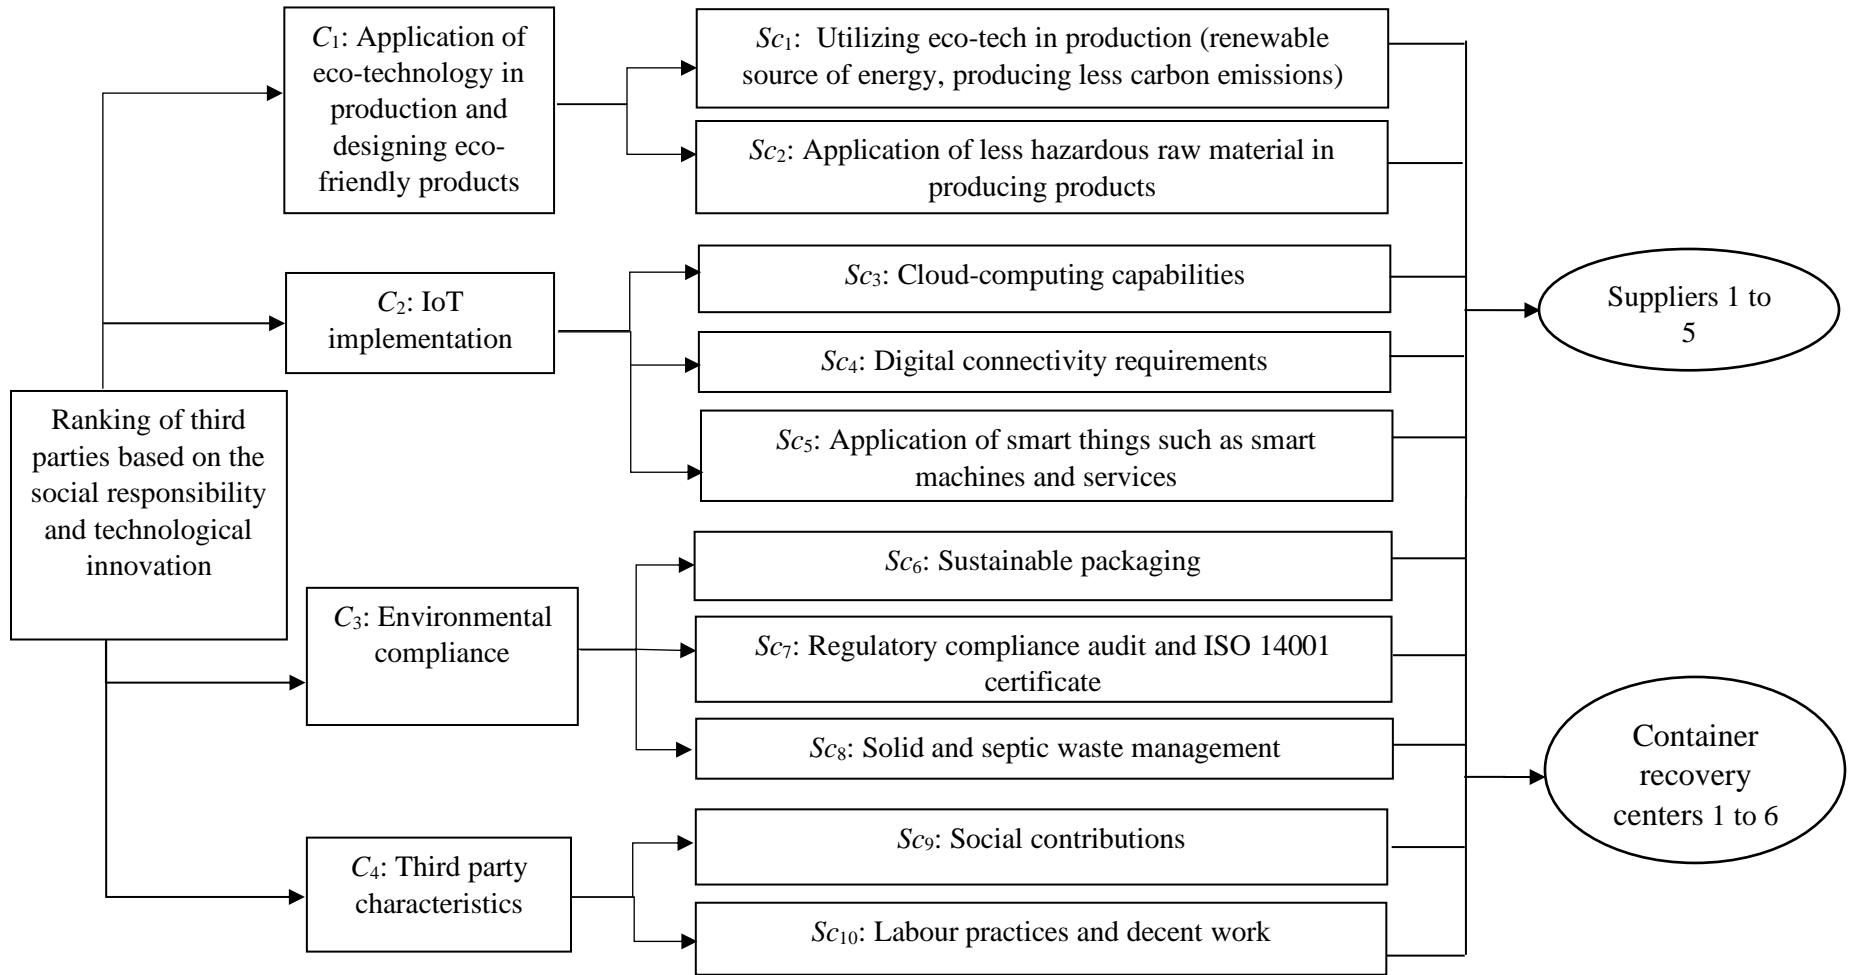 Ranking of third
parties based on the
social responsibility
and technological
innovation
C1: Application of
eco-technology in
production and
designing eco-
friendly products
C2: IoT
implementation
C3: Environmental
compliance
C4: Third party
characteristics
Sc1: Utilizing eco-tech in production (renewable
source of energy, producing less carbon emissions)
Sc2: Application of less hazardous raw material in
producing products
Sc3: Cloud-computing capabilities
Sc4: Digital connectivity requirements
Sc5: Application of smart things such as smart
machines and services
Sc6: Sustainable packaging
Sc7: Regulatory compliance audit and ISO 14001
certificate
Sc8: Solid and septic waste management
Sc9: Social contributions
Sc10: Labour practices and decent work
Suppliers 1 to
5
Container
recovery
centers 1 to 6